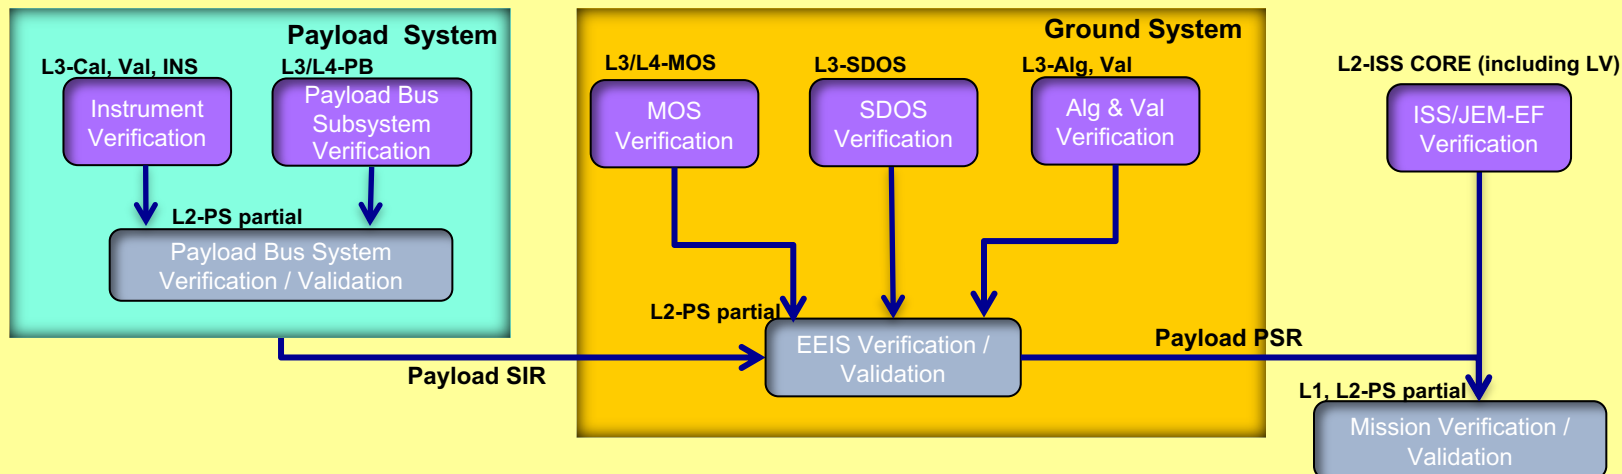 Payload System
L3-Cal, Val, INS
L3/L4-PB
Instrument
Verification
Payload Bus
Subsystem
Verification
L2-PS partial
Payload Bus System
Verification / Validation
Payload SIR
Ground System
L3/L4-MOS
L3-SDOS
L3-Alg, Val
MOS
Verification
SDOS
Verification
Alg & Val
Verification
L2-PS partial
EEIS Verification /
Validation
Payload PSR
L2-ISS CORE (including LV)
ISS/JEM-EF
Verification
L1, L2-PS partial
Mission Verification /
Validation